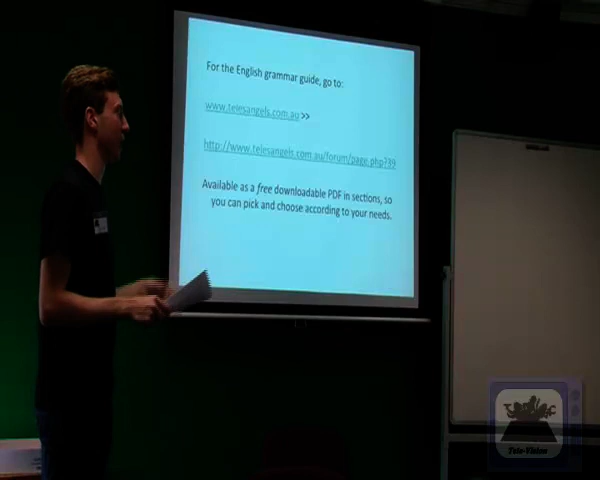 For the English grammar guide, go to:
www.telesangels.com.au >>
http://www.telesangels.com.au/forum/page.php?39
Available as a free downloadable PDF in sections, so
you can pick and choose according to your needs.
Tele-Vision